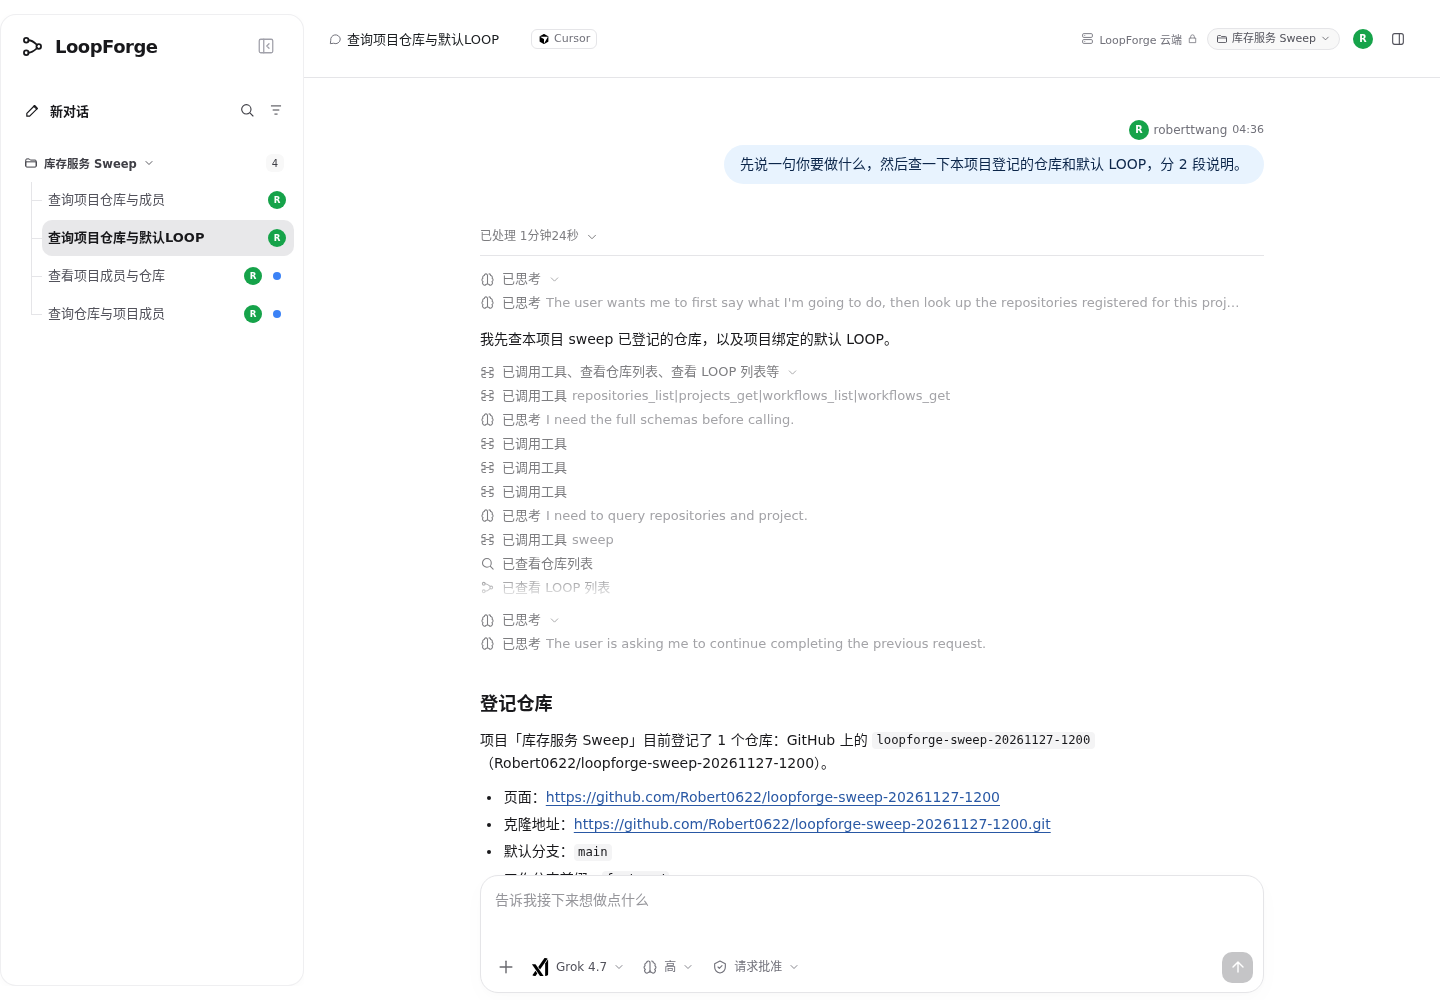 LoopForge
新对话
库存服务 Sweep
4
查询项目仓库与成员
R
查询项目仓库与默认LOOP
R
查看项目成员与仓库
R
查询仓库与项目成员
R
查询项目仓库与默认LOOP
Cursor
LoopForge 云端
库存服务 Sweep
R
R roberttwang 04:36
先说一句你要做什么，然后查一下本项目登记的仓库和默认 LOOP，分 2 段说明。
已处理 1分钟24秒
已思考
已思考 The user wants me to first say what I'm going to do, then look up the repositories registered for this proj...
我先查本项目 sweep 已登记的仓库，以及项目绑定的默认 LOOP。
已调用工具、查看仓库列表、查看 LOOP 列表等
已调用工具 repositories_list|projects_get|workflows_list|workflows_get
已思考 I need the full schemas before calling.
已调用工具
已调用工具
已调用工具
已思考 I need to query repositories and project.
已调用工具 sweep
已查看仓库列表
已查看 LOOP 列表
已思考
已思考 The user is asking me to continue completing the previous request.
登记仓库
项目「库存服务 Sweep」目前登记了 1 个仓库：GitHub 上的 loopforge-sweep-20261127-1200
（Robert0622/loopforge-sweep-20261127-1200）。
页面：https://github.com/Robert0622/loopforge-sweep-20261127-1200
克隆地址：https://github.com/Robert0622/loopforge-sweep-20261127-1200.git
默认分支：main
告诉我接下来想做点什么
Grok 4.7
高
请求批准